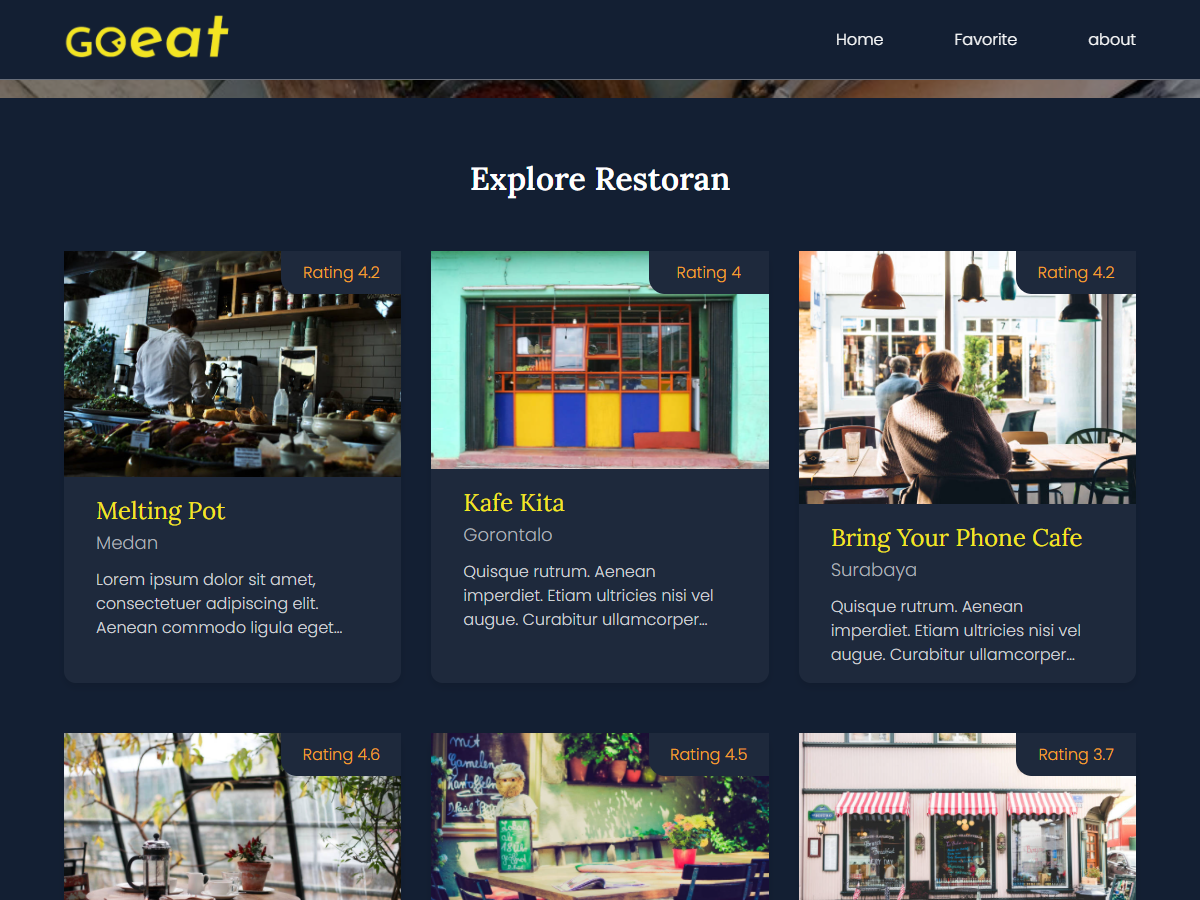 GOeat
Home
Favorite
about
Explore Restoran
Rating 4.2
Rating 4
Rating 4.2
Melting Pot
Medan
Lorem ipsum dolor sit amet,
consectetuer adipiscing elit.
Aenean commodo ligula eget...
Kafe Kita
Gorontalo
Quisque rutrum. Aenean
imperdiet. Etiam ultricies nisi vel
augue. Curabitur ullamcorper...
Bring Your Phone Cafe
Surabaya
Quisque rutrum. Aenean
imperdiet. Etiam ultricies nisi vel
augue. Curabitur ullamcorper...
Rating 4.6
Rating 4.5
Rating 3.7
mit
Gamelen